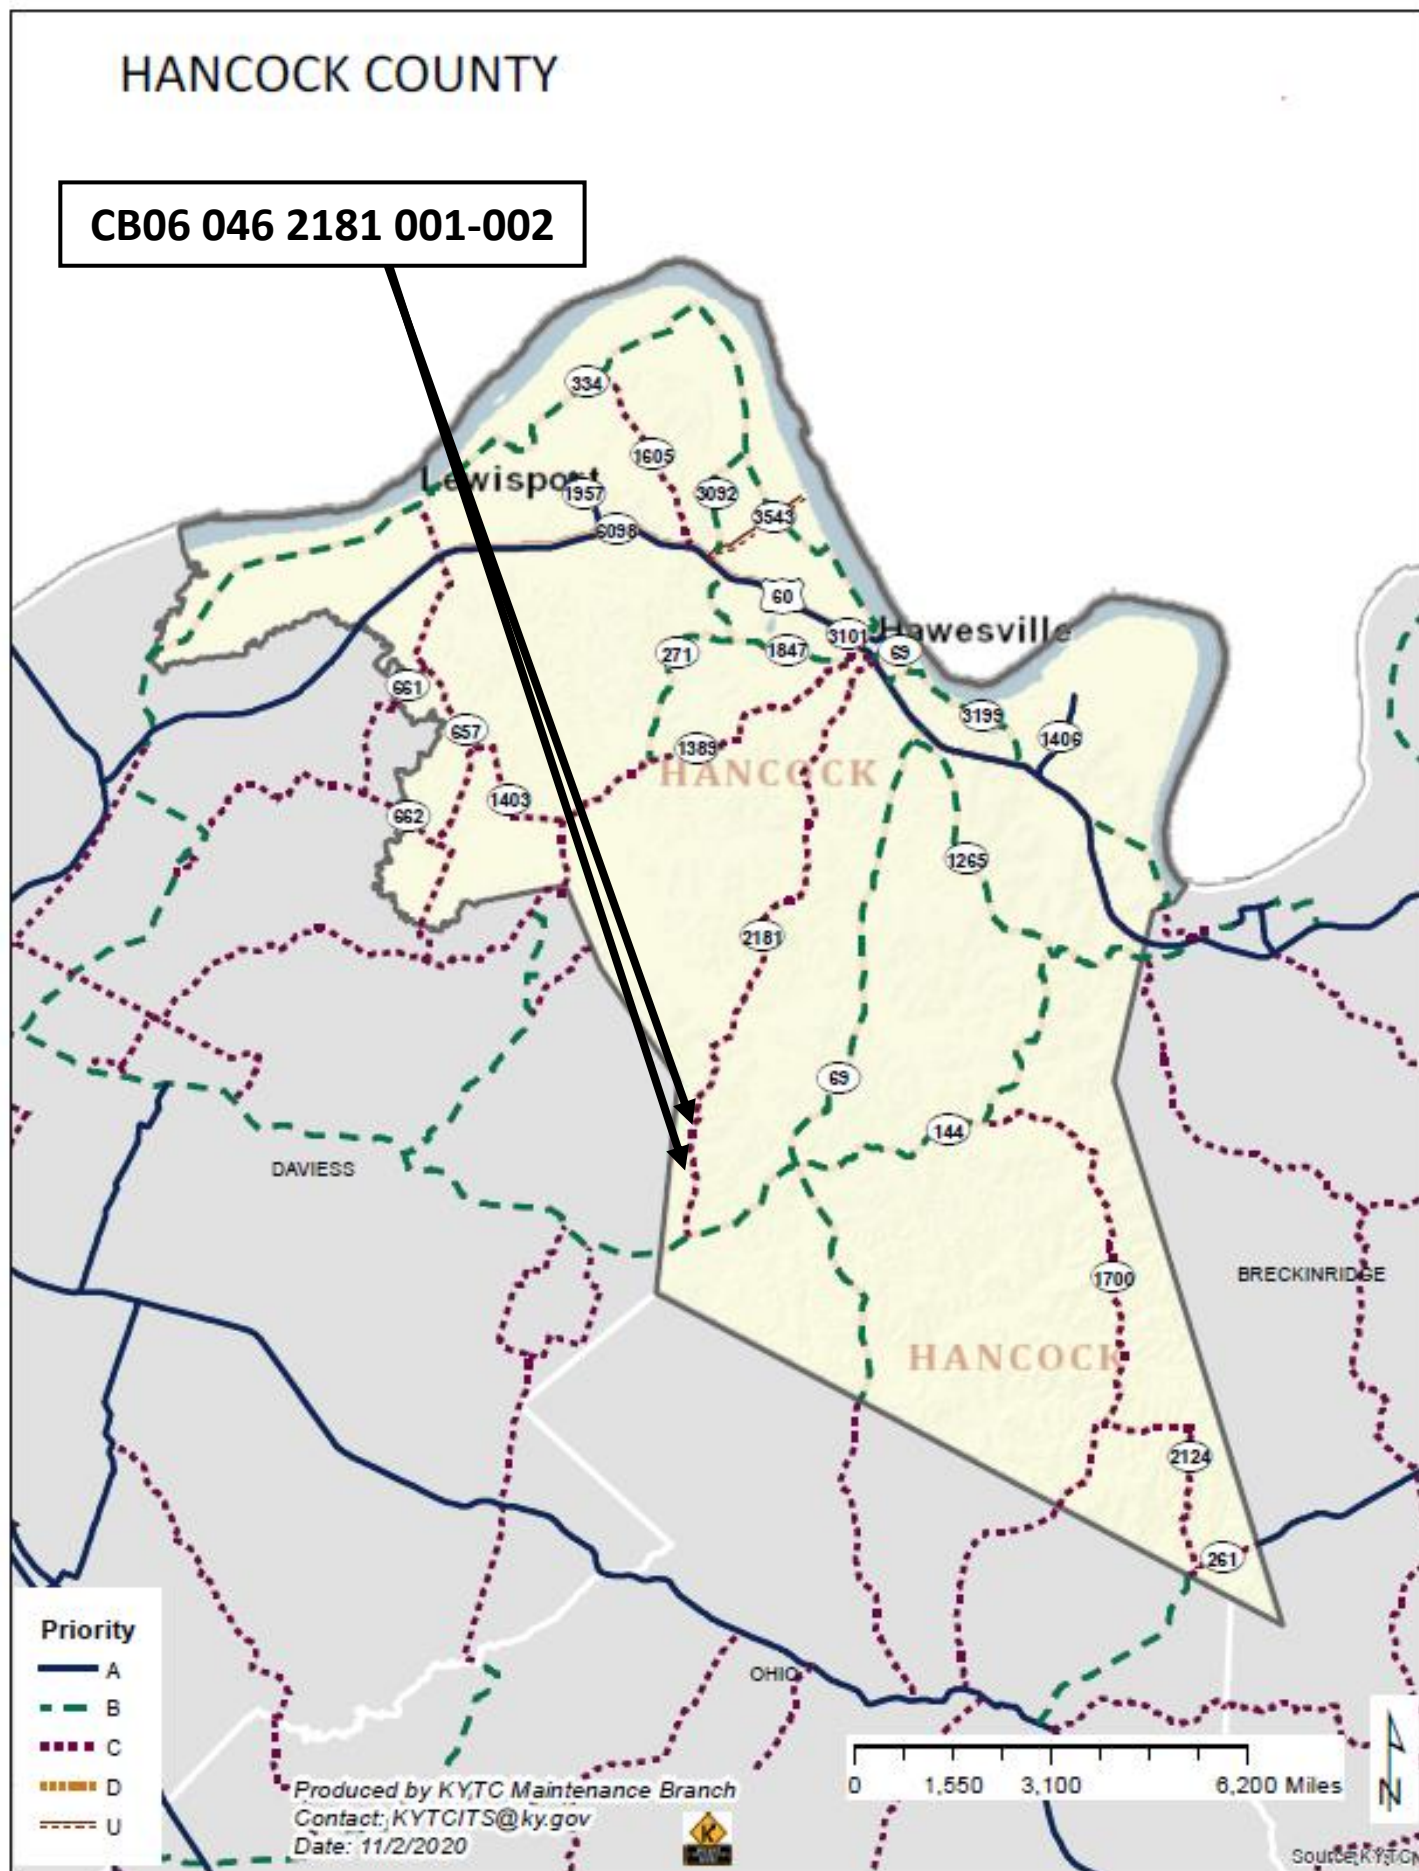 HANCOCK COUNTY
CB06 046 2181 001-002
334
1605
Lewisport
1957
3092
3543
6098
60
3101
Hawesville
271
1847
69
661
657
3199
1389
1406
HANCOCK
1403
662
1265
2181
69
144
DAVIESS
1700
BRECKINRIDGE
HANCOCK
2124
261
Priority
A
B
C
D
U
OHIO
0 1,550 3,100 6,200 Miles
N
Produced by KYTC Maintenance Branch
Contact: KYTCITS@ky.gov
Date: 11/2/2020